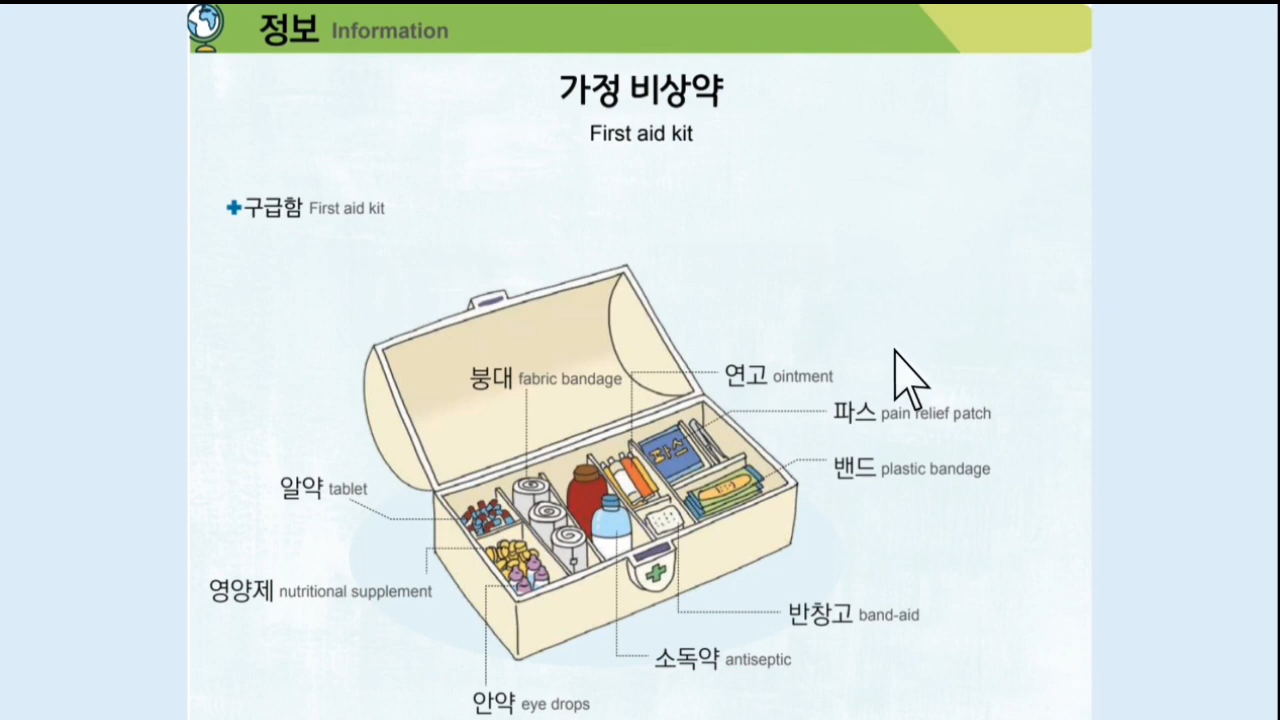 정보 Information
가정 비상약
First aid kit
구급함 First aid kit
붕대 fabric bandage
연고 ointment
파스 pain relief patch
파스
밴드 plastic bandage
알약 tablet
영양제 nutritional supplement
반창고 band-aid
소독약 antiseptic
안약 eye drops